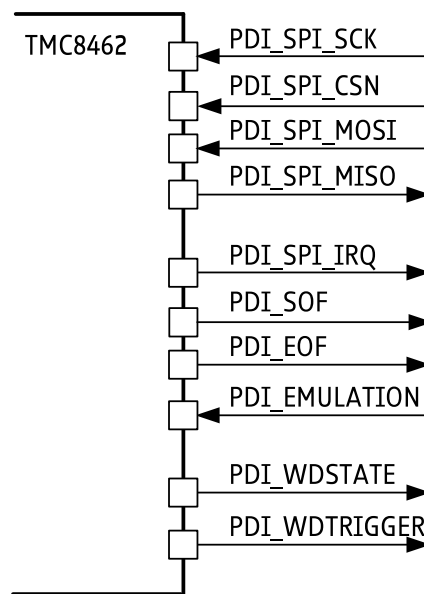 TMC8462
PDI_SPI_SCK
PDI_SPI_CSN
PDI_SPI_MOSI
PDI_SPI_MISO
PDI_SPI_IRQ
PDI_SOF
PDI_EOF
PDI_EMULATION
PDI_WDSTATE
PDI_WDTRIGGER